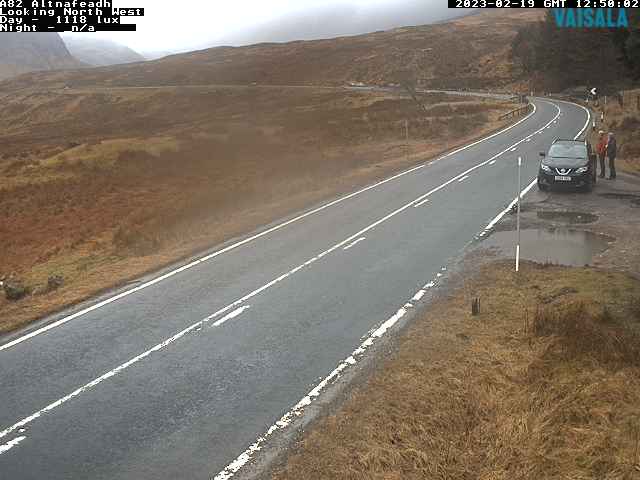 A82 Altnafeadh
Looking North West
Day - 1118 lux
Night - n/a
2023-02-19 GMT 12:50:02
VAISALA